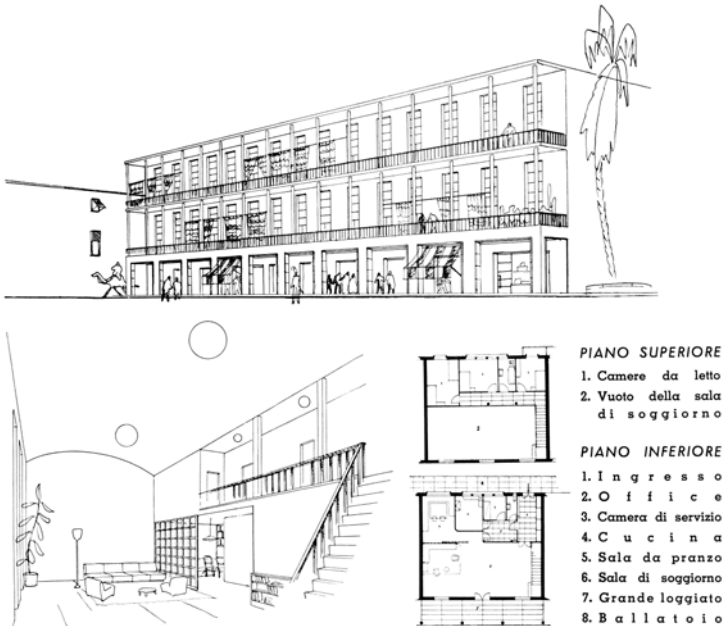 PIANO SUPERIORE
1. Camere da letto
2. Vuoto della sala
di soggiorno
PIANO INFERIORE
1. Ingresso
2. Office
3. Camera di servizio
4. Cucina
5. Sala da pranzo
6. Sala di soggiorno
7. Grande loggiato
8. Ballatoio